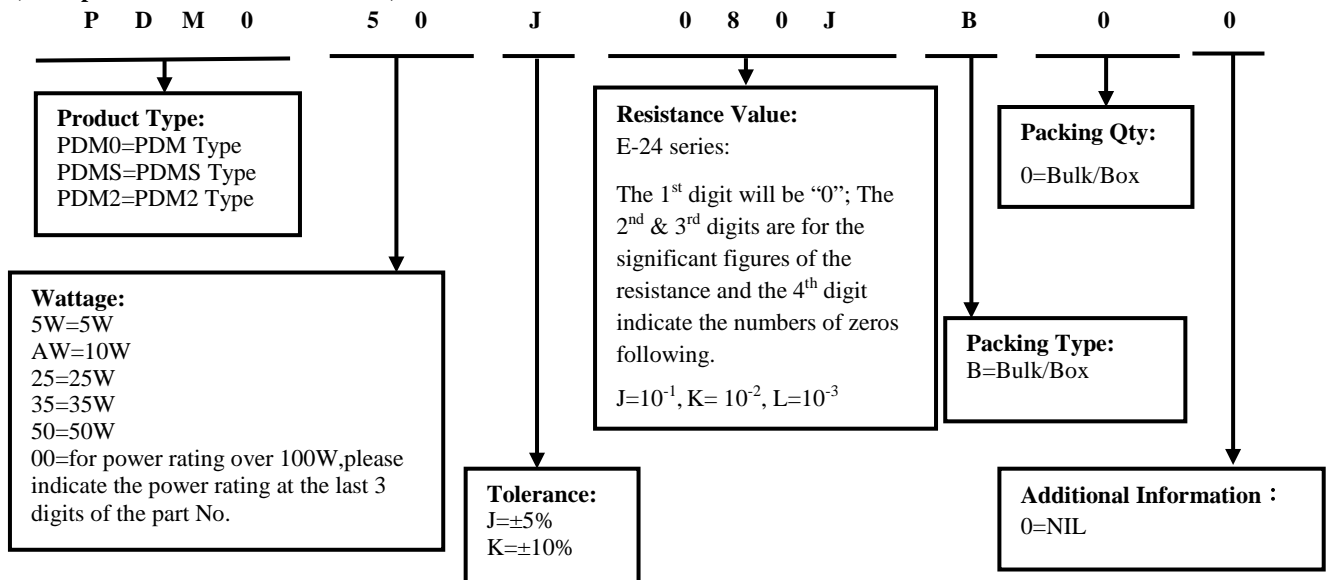 P D M 0 5 0 J 0 8 0 J B 0 0
Product Type:
PDM0=PDM Type
PDMS=PDMS Type
PDM2=PDM2 Type
Wattage:
5W=5W
AW=10W
25=25W
35=35W
50=50W
00=for power rating over 100W,please
indicate the power rating at the last 3
digits of the part No.
Tolerance:
J=±5%
K=±10%
Resistance Value:
E-24 series:
The 1st digit will be “0”; The
2nd & 3rd digits are for the
significant figures of the
resistance and the 4th digit
indicate the numbers of zeros
following.
J=10-1, K= 10-2, L=10-3
Packing Type:
B=Bulk/Box
Packing Qty:
0=Bulk/Box
Additional Information：
0=NIL